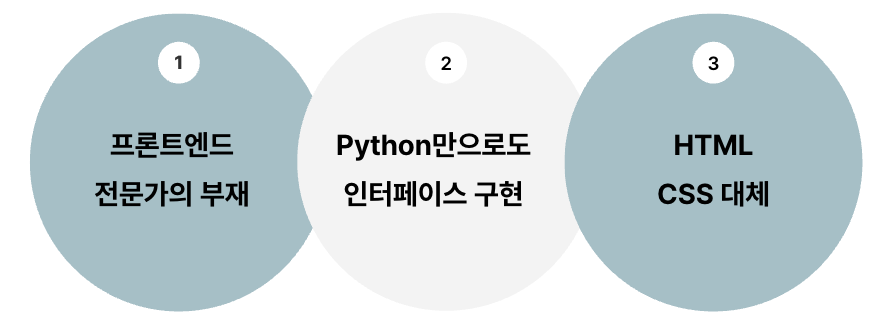 1
프론트엔드
전문가의 부재
2
Python만으로도
인터페이스 구현
3
HTML
CSS 대체